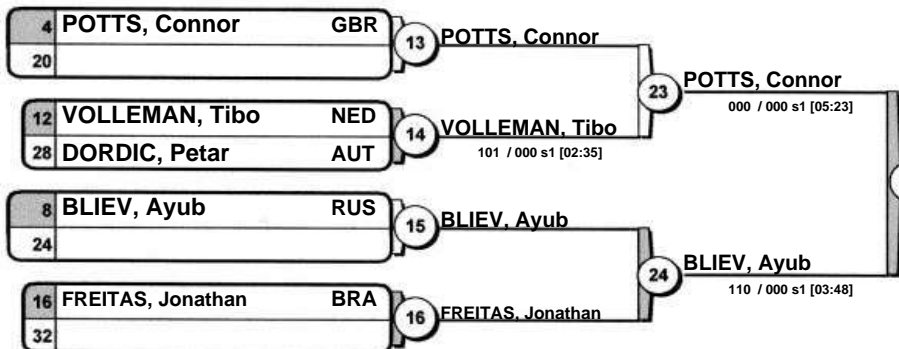 4 POTTS, Connor GBR
20
13 POTTS, Connor
12 VOLLEMAN, Tibo NED
28 DORDIC, Petar AUT
14 VOLLEMAN, Tibo
101 / 000 s1 [02:35]
23 POTTS, Connor
000 / 000 s1 [05:23]
8 BLIEV, Ayub RUS
24
15 BLIEV, Ayub
16 FREITAS, Jonathan BRA
32
16 FREITAS, Jonathan
24 BLIEV, Ayub
110 / 000 s1 [03:48]